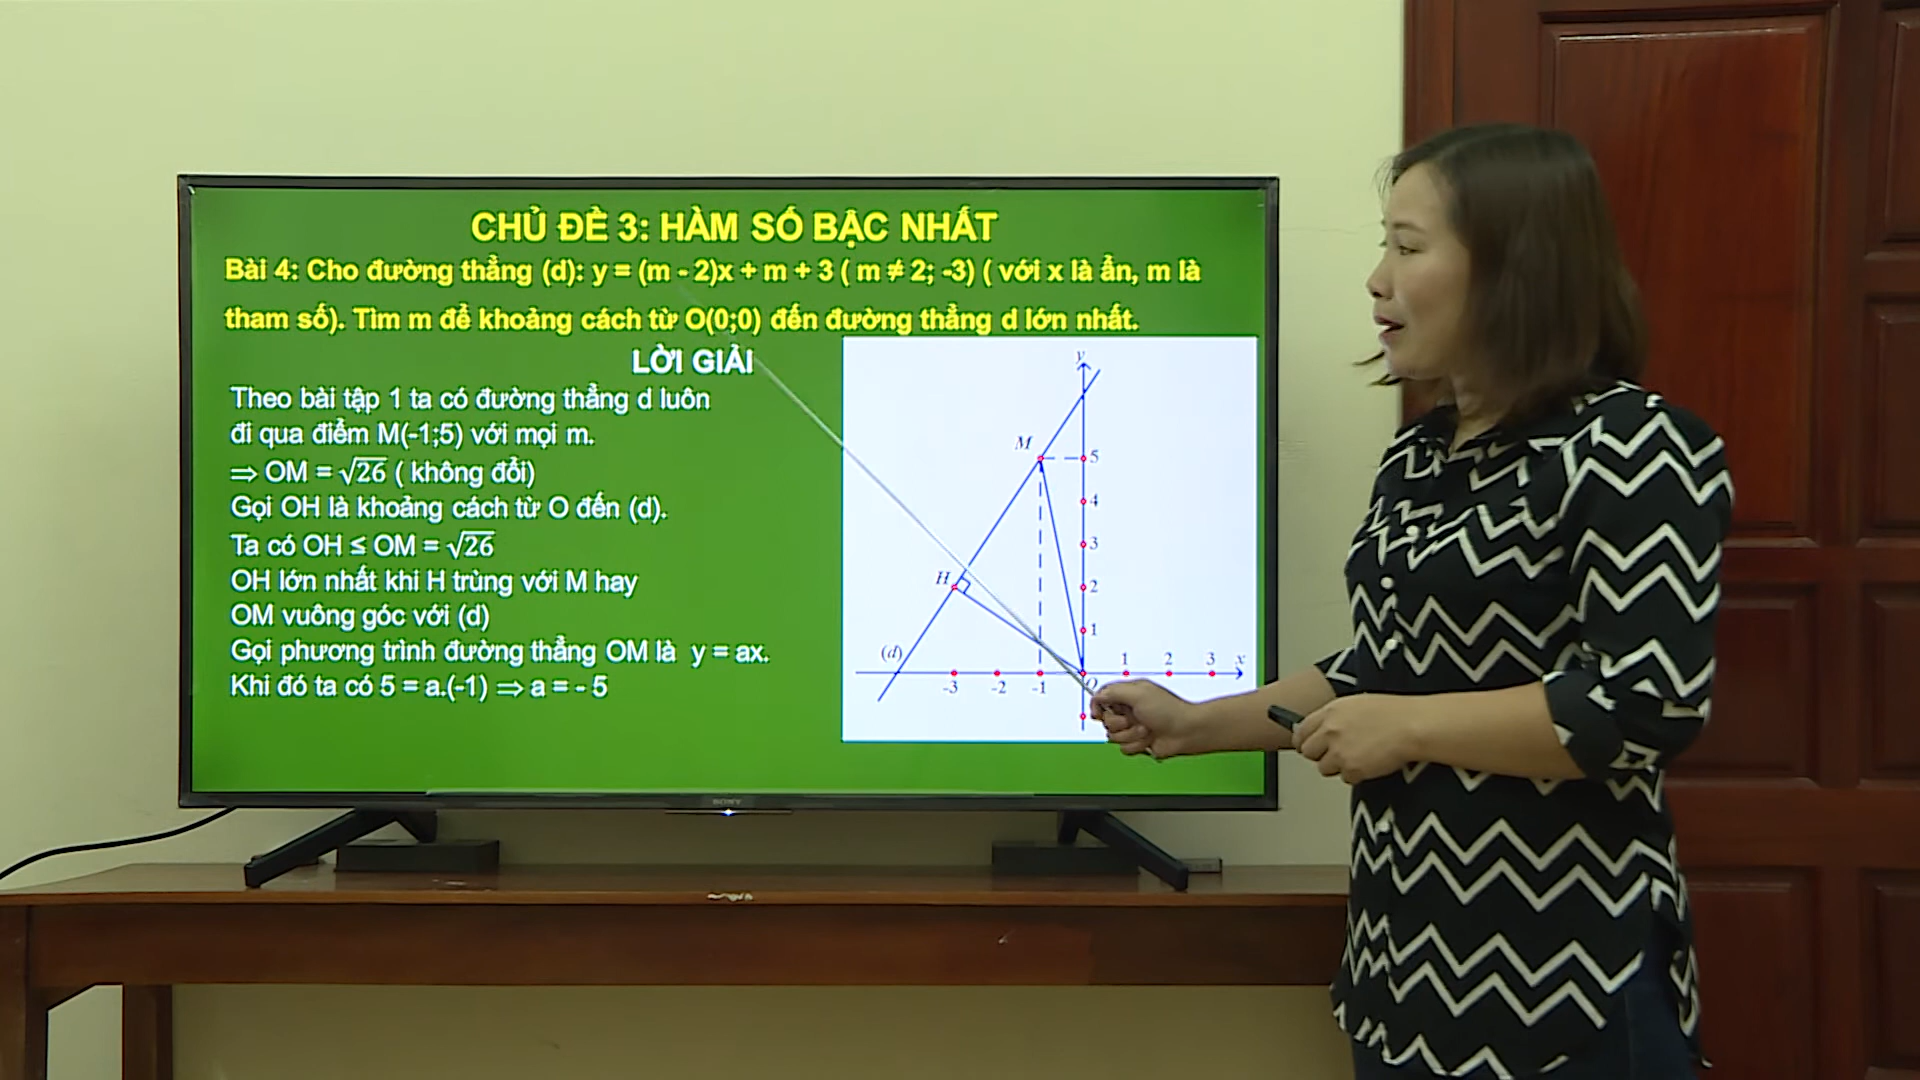 CHỦ ĐỀ 3: HÀM SỐ BẬC NHẤT
Bài 4: Cho đường thẳng (d): y = (m - 2)x + m + 3 ( m ≠ 2; -3) ( với x là ẩn, m là
tham số). Tìm m để khoảng cách từ O(0;0) đến đường thẳng d lớn nhất.
LỜI GIẢI
Theo bài tập 1 ta có đường thẳng d luôn
đi qua điểm M(-1;5) với mọi m.
⇒ OM = √26 ( không đổi)
Gọi OH là khoảng cách từ O đến (d).
Ta có OH ≤ OM = √26
OH lớn nhất khi H trùng với M hay
OM vuông góc với (d)
Gọi phương trình đường thẳng OM là y = ax.
Khi đó ta có 5 = a.(-1) ⇒ a = - 5
y
M
5
4
3
H
2
1
(d)
1 2 3 x
-3 -2 -1 O
SONY